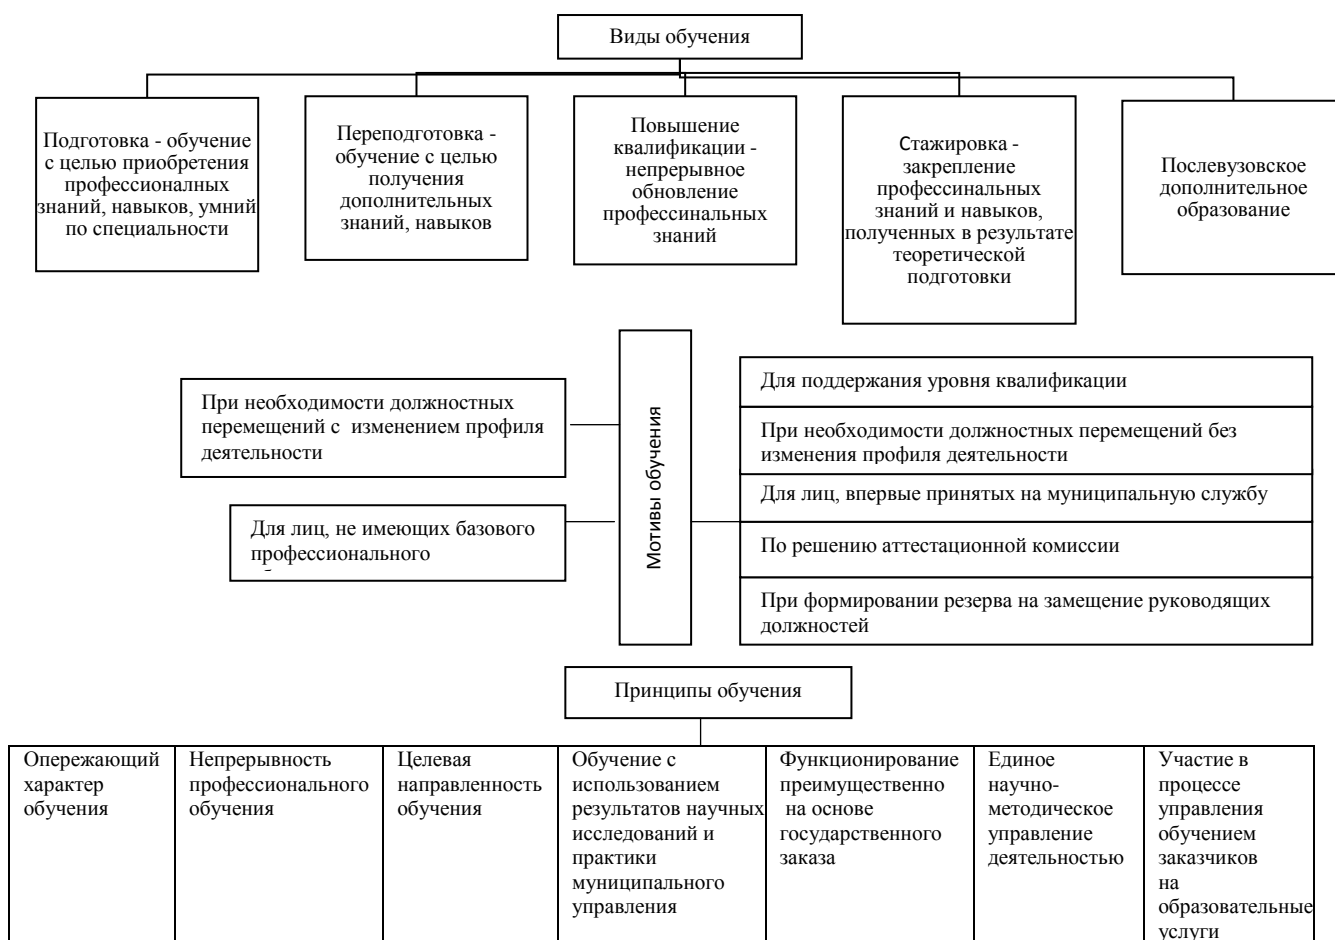 Виды обучения
Подготовка - обучение
с целью приобретения
профессионалных
знаний, навыков, умний
по специальности
Переподготовка -
обучение с целью
получения
дополнительных
знаний, навыков
Повышение
квалификации -
непрерывное
обновление
профессинальных
знаний
Стажировка -
закрепление
профессинальных
знаний и навыков,
полученных в результате
теоретической
подготовки
Послевузовское
дополнительное
образование
При необходимости должностных
перемещений с изменением профиля
деятельности
Для лиц, не имеющих базового
профессионального
Мотивы обучения
Для поддержания уровня квалификации
При необходимости должностных перемещений без
изменения профиля деятельности
Для лиц, впервые принятых на муниципальную службу
По решению аттестационной комиссии
При формировании резерва на замещение руководящих
должностей
Принципы обучения
Опережающий
характер
обучения
Непрерывность
профессионального
обучения
Целевая
направленность
обучения
Обучение с
использованием
результатов научных
исследований и
практики
муниципального
управления
Функционирование
преимущественно
на основе
государственного
заказа
Единое
научно-
методическое
управление
деятельностью
Участие в
процессе
управления
обучением
заказчиков
на
образовательные
услуги